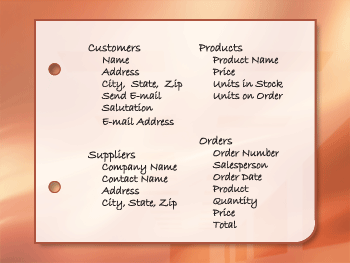 Customers
Name
Address
City, State, Zip
Send E-mail
Salutation
E-mail Address
Suppliers
Company Name
Contact Name
Address
City, State, Zip
Products
Product Name
Price
Units in Stock
Units on Order
Orders
Order Number
Salesperson
Order Date
Product
Quantity
Price
Total